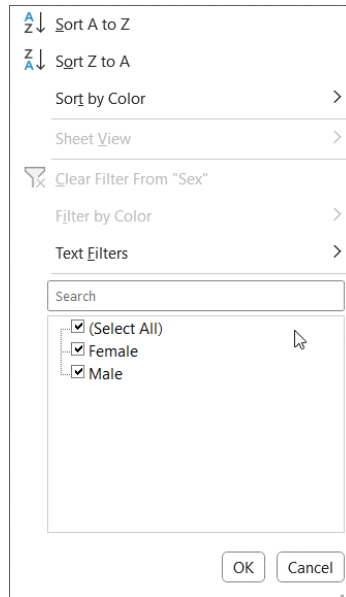 Sort A to Z
Sort Z to A
Sort by Color
Sheet View
Clear Filter From "Sex"
Filter by Color
Text Filters
Search
(Select All)
Female
Male
OK Cancel